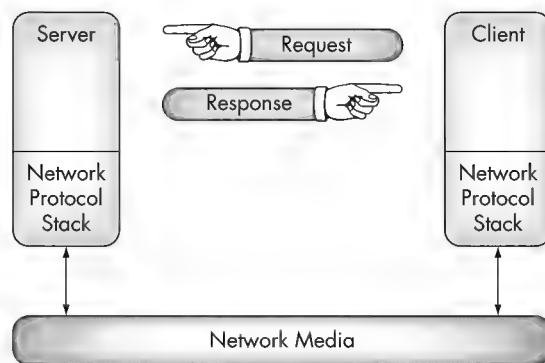 Server
Request
Client
Response
Network
Protocol
Stack
Network
Protocol
Stack
Network Media